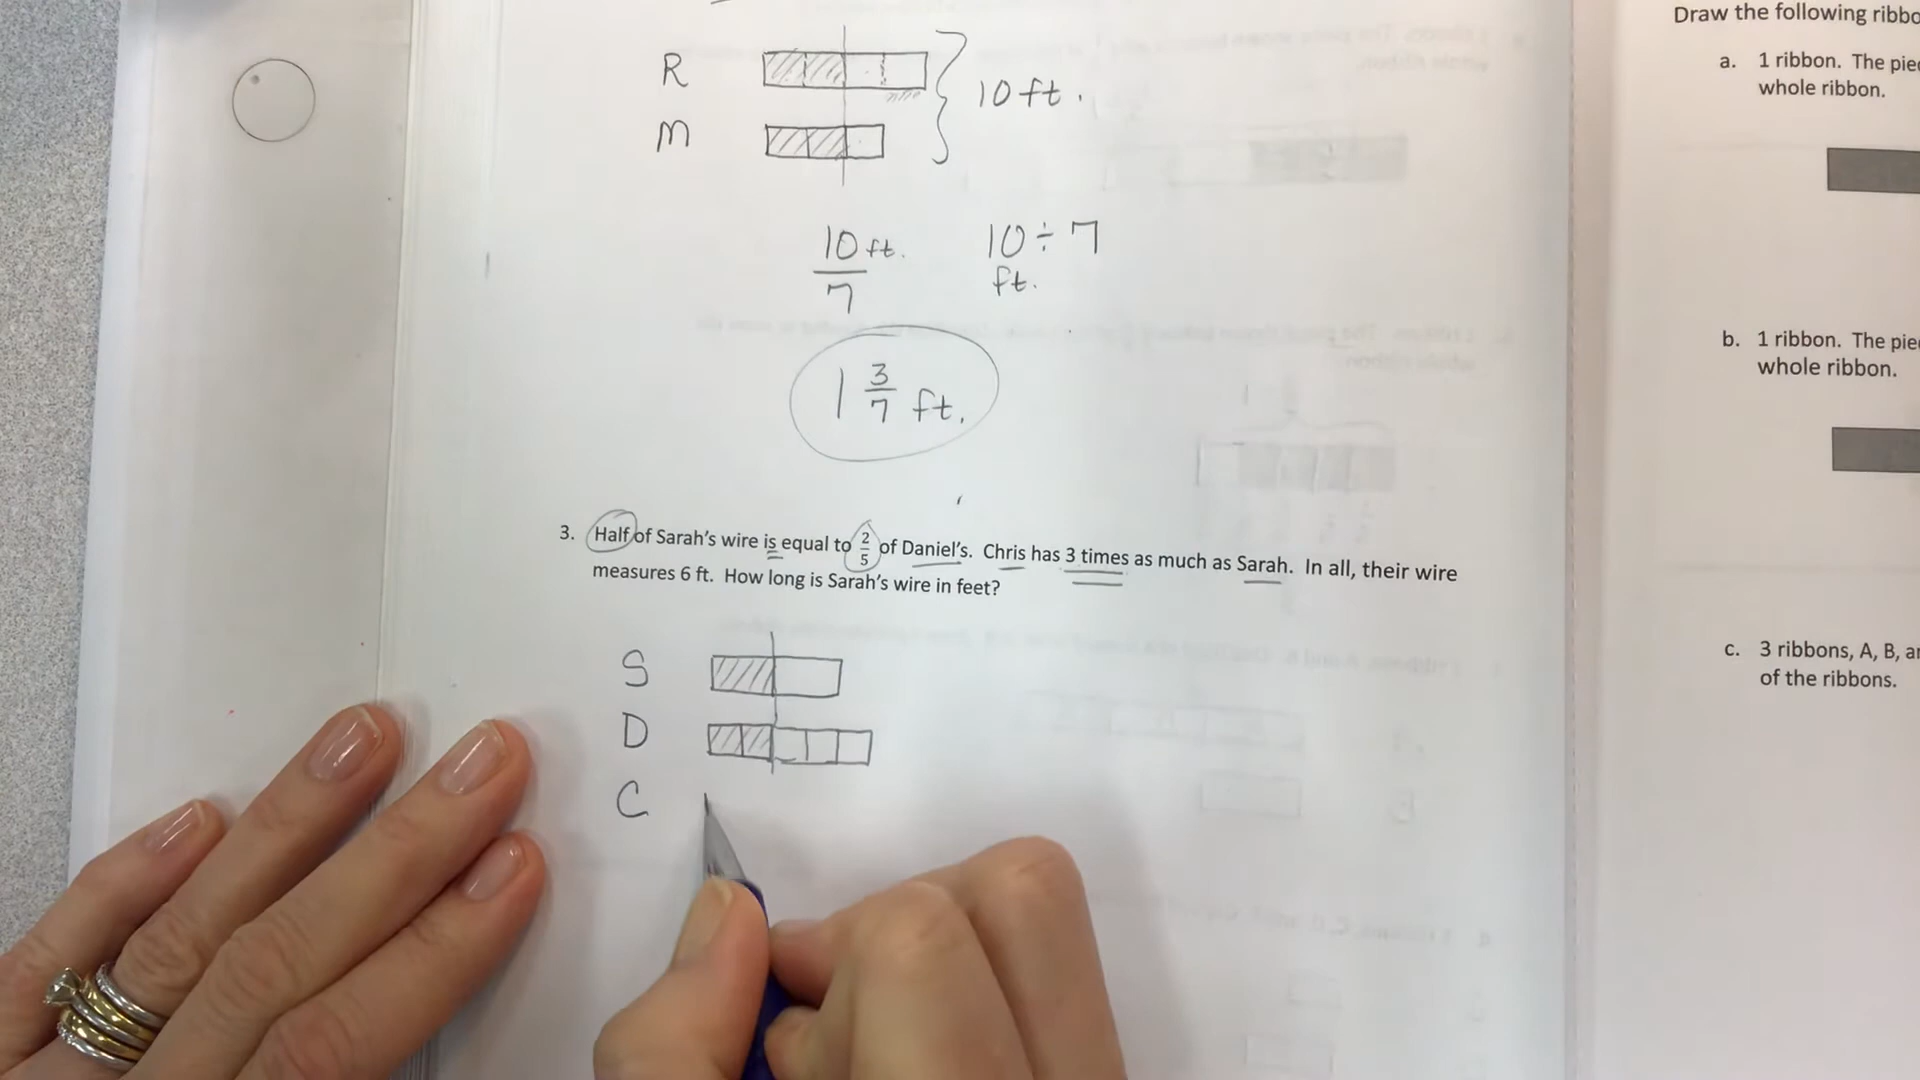 R
10 ft.
M
10 ft.
7
10 ÷ 7
ft.
1 3/7 ft.
3. Half of Sarah's wire is equal to 2/5 of Daniel's. Chris has 3 times as much as Sarah. In all, their wire
measures 6 ft. How long is Sarah's wire in feet?
S
D
C
Draw the following
a. 1 ribbon. The
whole ribbon.
b. 1 ribbon. The
whole ribbon.
c. 3 ribbons, A, B,
of the ribbons.